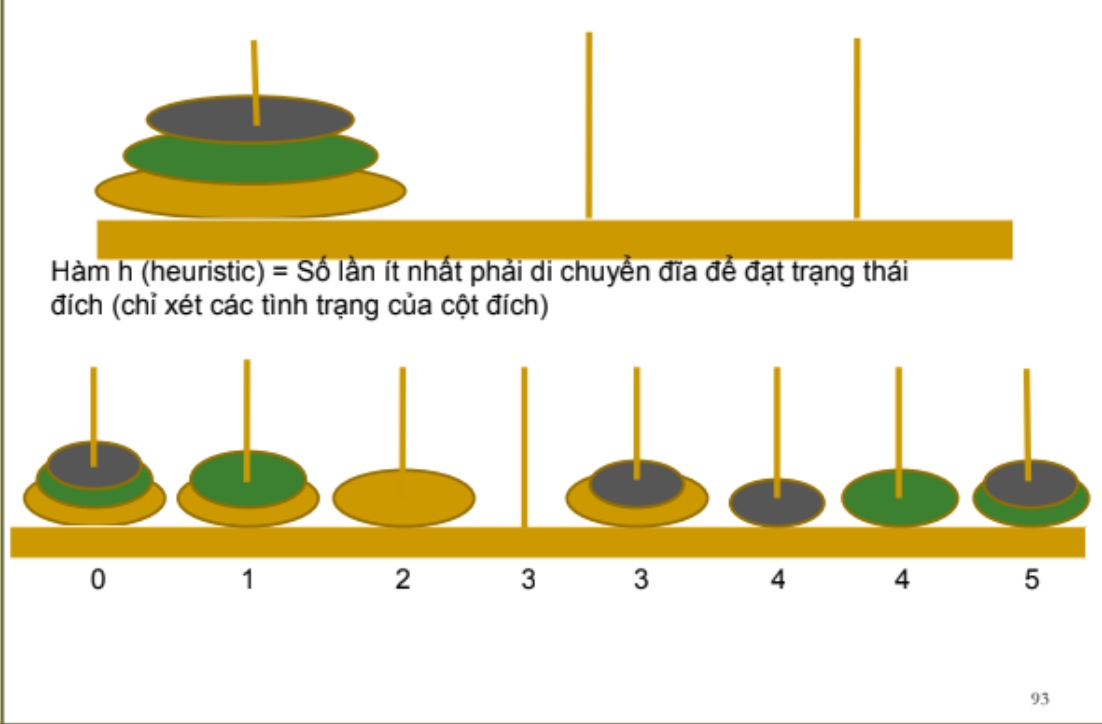 Hàm h (heuristic) = Số lần ít nhất phải di chuyển đĩa để đạt trạng thái
đích (chỉ xét các tình trạng của cột đích)
0 1 2 3 3 4 4 5
93